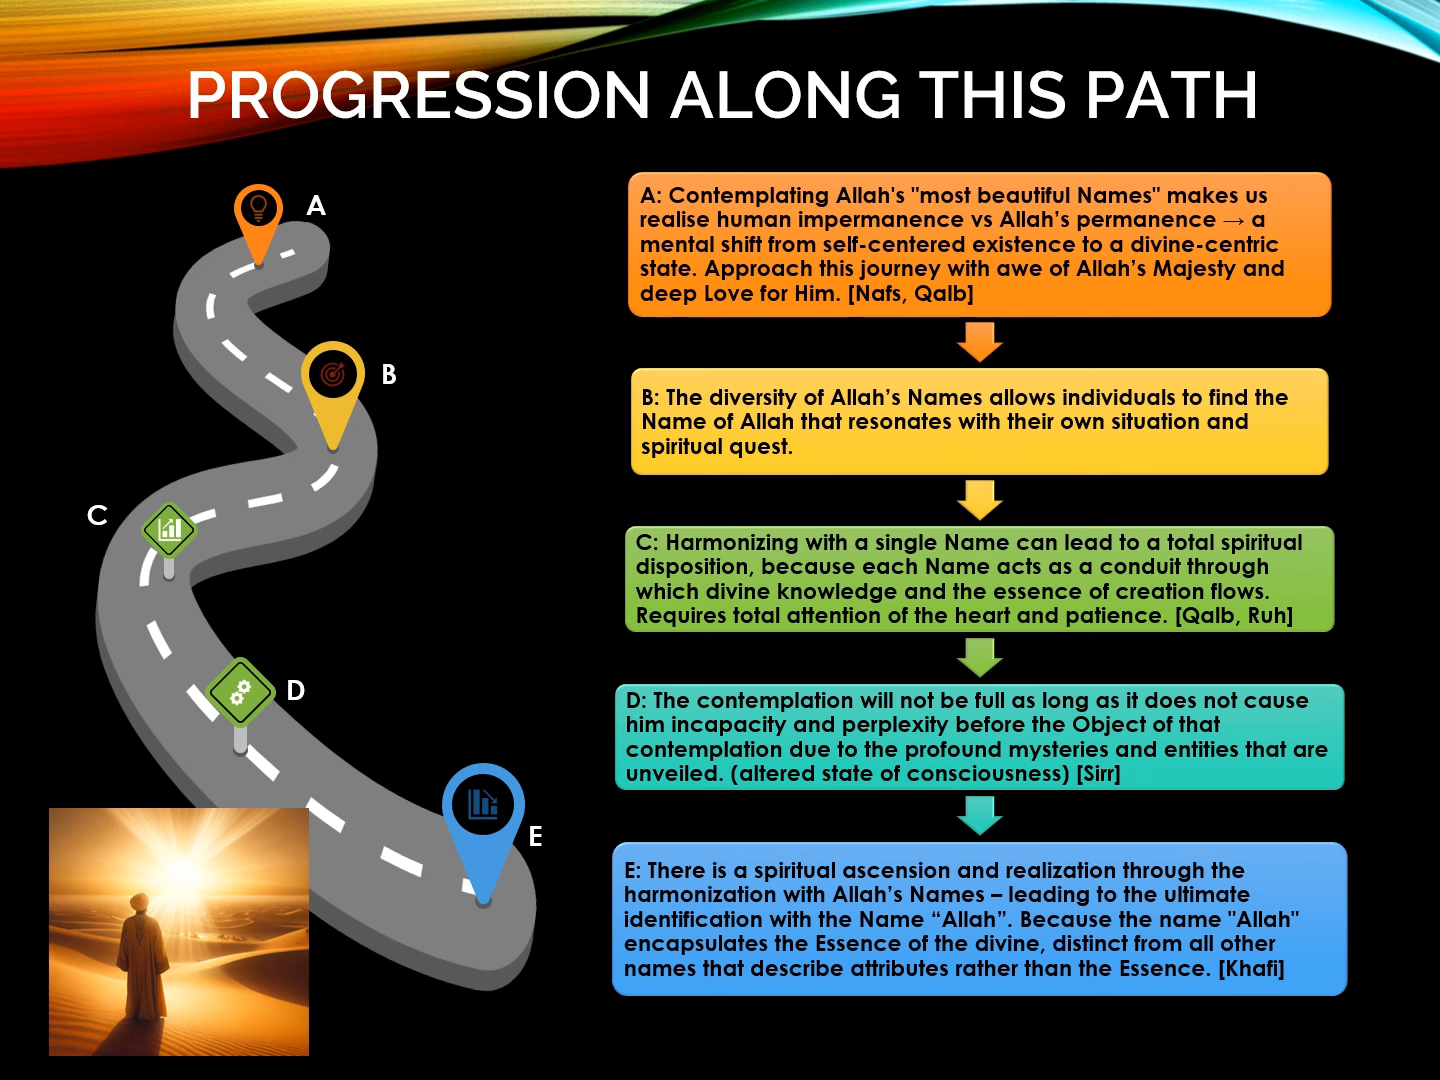 PROGRESSION ALONG THIS PATH
A
B
C
D
E
A: Contemplating Allah's "most beautiful Names" makes us
realise human impermanence vs Allah’s permanence → a
mental shift from self-centered existence to a divine-centric
state. Approach this journey with awe of Allah’s Majesty and
deep Love for Him. [Nafs, Qalb]
B: The diversity of Allah’s Names allows individuals to find the
Name of Allah that resonates with their own situation and
spiritual quest.
C: Harmonizing with a single Name can lead to a total spiritual
disposition, because each Name acts as a conduit through
which divine knowledge and the essence of creation flows.
Requires total attention of the heart and patience. [Qalb, Ruh]
D: The contemplation will not be full as long as it does not cause
him incapacity and perplexity before the Object of that
contemplation due to the profound mysteries and entities that are
unveiled. (altered state of consciousness) [Sirr]
E: There is a spiritual ascension and realization through the
harmonization with Allah’s Names – leading to the ultimate
identification with the Name “Allah”. Because the name "Allah"
encapsulates the Essence of the divine, distinct from all other
names that describe attributes rather than the Essence. [Khafi]